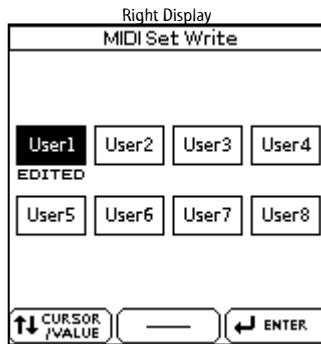 Right Display
MIDI Set Write
User1 User2 User3 User4
EDITED
User5 User6 User7 User8
CURSOR ENTER
/VALUE